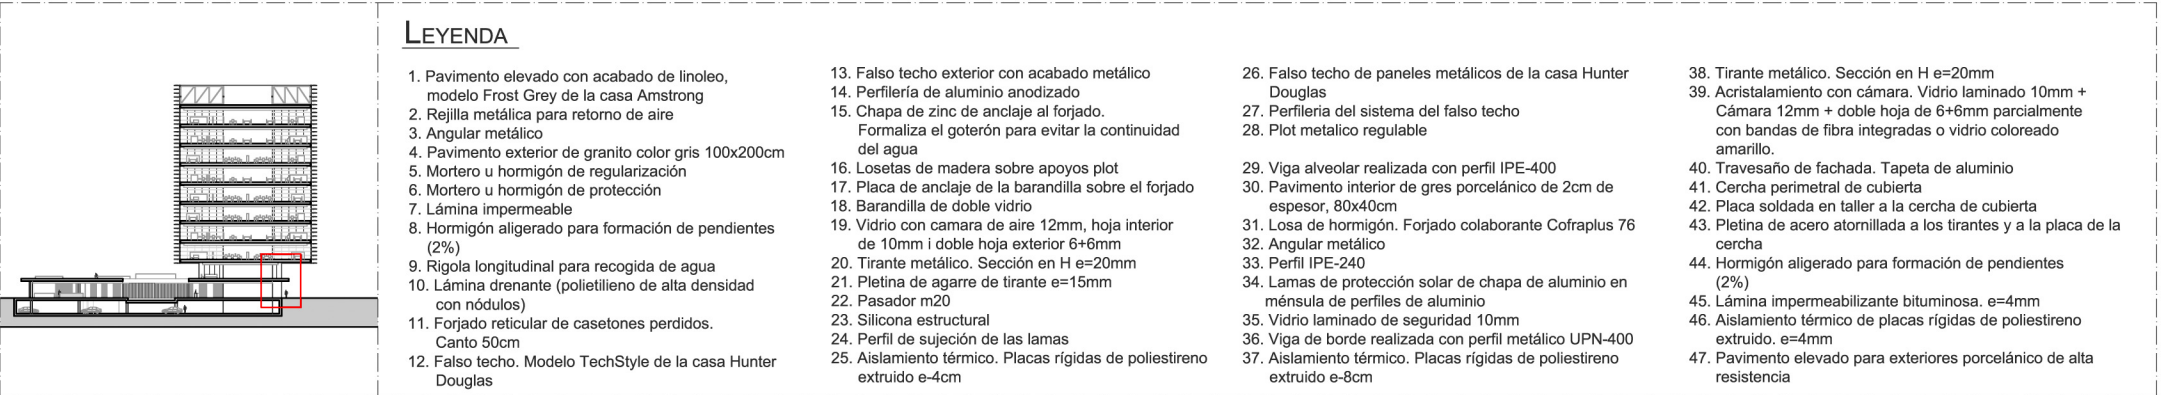 LEYENDA
1. Pavimento elevado con acabado de linoleo,
modelo Frost Grey de la casa Amstrong
2. Rejilla metálica para retorno de aire
3. Angular metálico
4. Pavimento exterior de granito color gris 100x200cm
5. Mortero u hormigón de regularización
6. Mortero u hormigón de protección
7. Lámina impermeable
8. Hormigón aligerado para formación de pendientes
(2%)
9. Rigola longitudinal para recogida de agua
10. Lámina drenante (polietilieno de alta densidad
con nódulos)
11. Forjado reticular de casetones perdidos.
Canto 50cm
12. Falso techo. Modelo TechStyle de la casa Hunter
Douglas
13. Falso techo exterior con acabado metálico
14. Perfilería de aluminio anodizado
15. Chapa de zinc de anclaje al forjado.
Formaliza el goterón para evitar la continuidad
del agua
16. Losetas de madera sobre apoyos plot
17. Placa de anclaje de la barandilla sobre el forjado
18. Barandilla de doble vidrio
19. Vidrio con camara de aire 12mm, hoja interior
de 10mm i doble hoja exterior 6+6mm
20. Tirante metálico. Sección en H e=20mm
21. Pletina de agarre de tirante e=15mm
22. Pasador m20
23. Silicona estructural
24. Perfil de sujeción de las lamas
25. Aislamiento térmico. Placas rígidas de poliestireno
extruido e-4cm
26. Falso techo de paneles metálicos de la casa Hunter
Douglas
27. Perfileria del sistema del falso techo
28. Plot metalico regulable
29. Viga alveolar realizada con perfil IPE-400
30. Pavimento interior de gres porcelánico de 2cm de
espesor, 80x40cm
31. Losa de hormigón. Forjado colaborante Cofraplus 76
32. Angular metálico
33. Perfil IPE-240
34. Lamas de protección solar de chapa de aluminio en
ménsula de perfiles de aluminio
35. Vidrio laminado de seguridad 10mm
36. Viga de borde realizada con perfil metálico UPN-400
37. Aislamiento térmico. Placas rígidas de poliestireno
extruido e-8cm
38. Tirante metálico. Sección en H e=20mm
39. Acristalamiento con cámara. Vidrio laminado 10mm +
Cámara 12mm + doble hoja de 6+6mm parcialmente
con bandas de fibra integradas o vidrio coloreado
amarillo.
40. Travesaño de fachada. Tapeta de aluminio
41. Cercha perimetral de cubierta
42. Placa soldada en taller a la cercha de cubierta
43. Pletina de acero atornillada a los tirantes y a la placa de la
cercha
44. Hormigón aligerado para formación de pendientes
(2%)
45. Lámina impermeabilizante bituminosa. e=4mm
46. Aislamiento térmico de placas rígidas de poliestireno
extruido. e=4mm
47. Pavimento elevado para exteriores porcelánico de alta
resistencia